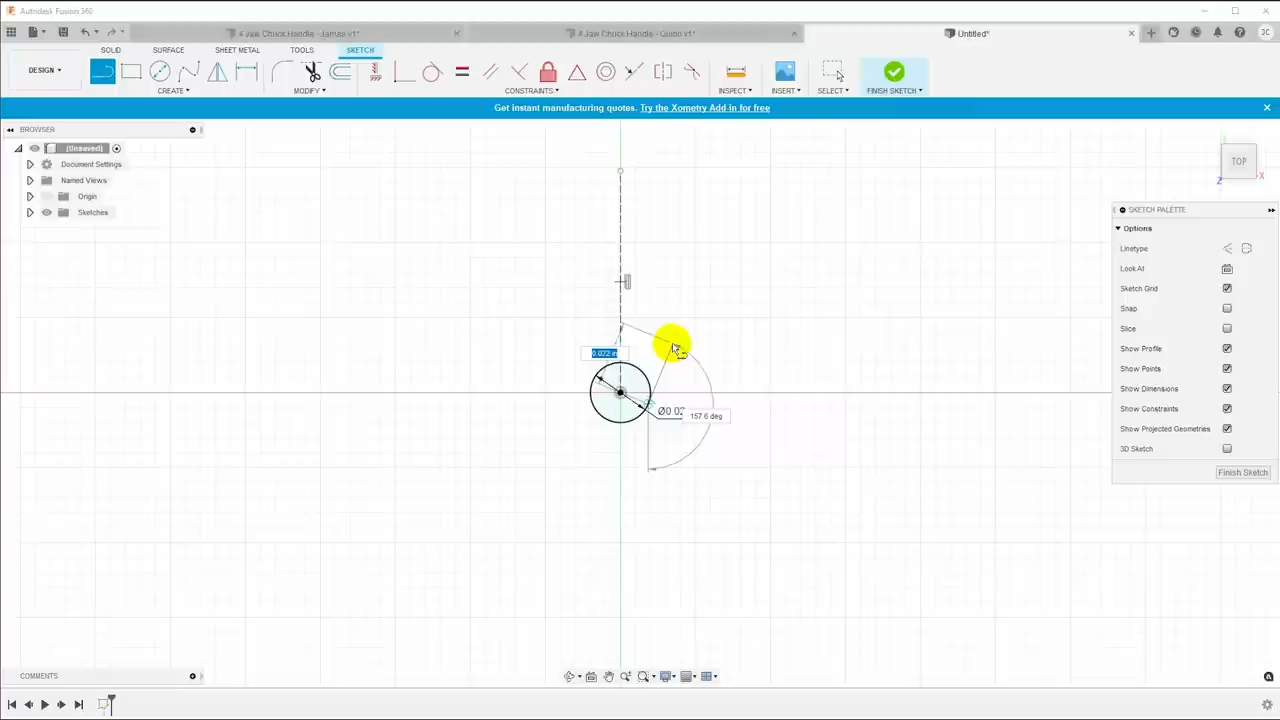 Autodesk Fusion 360
4 Jaw Chuck Handle - James v1*
4 Jaw Chuck Handle - Quinn v1*
Untitled*
JC
SOLID
SURFACE
SHEET METAL
TOOLS
SKETCH
DESIGN
CREATE
MODIFY
CONSTRAINTS
INSPECT
INSERT
SELECT
FINISH SKETCH
Get instant manufacturing quotes. Try the Xometry Add-in for free
BROWSER
(Unsaved)
Document Settings
Named Views
Origin
Sketches
TOP
X
Z
SKETCH PALETTE
Options
Linetype
Look At
Sketch Grid
Snap
Slice
Show Profile
Show Points
Show Dimensions
Show Constraints
Show Projected Geometries
3D Sketch
Finish Sketch
157.6 deg
COMMENTS